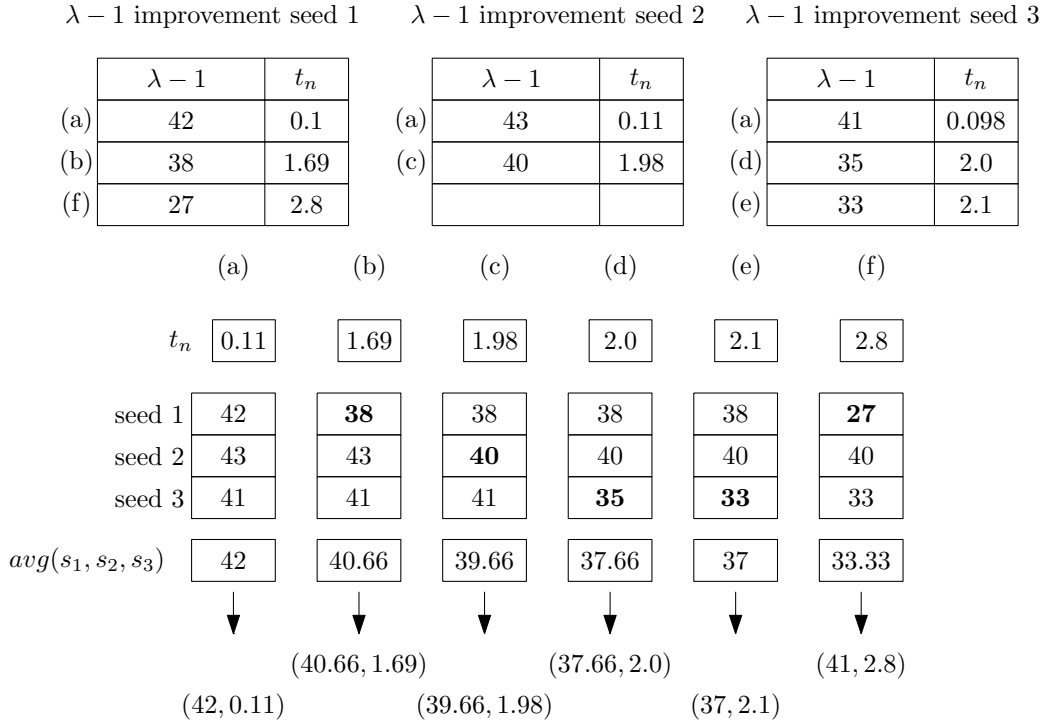 λ − 1 improvement seed 1 λ − 1 improvement seed 2 λ − 1 improvement seed 3
λ − 1 t_n λ − 1 t_n λ − 1 t_n
(a) 42 0.1 (a) 43 0.11 (a) 41 0.098
(b) 38 1.69 (c) 40 1.98 (d) 35 2.0
(f) 27 2.8 (e) 33 2.1
(a) (b) (c) (d) (e) (f)
t_n 0.11 1.69 1.98 2.0 2.1 2.8
seed 1 42 38 38 38 38 27
seed 2 43 43 40 40 40 40
seed 3 41 41 41 35 33 33
avg(s_1, s_2, s_3) 42 40.66 39.66 37.66 37 33.33
(40.66, 1.69) (37.66, 2.0) (41, 2.8)
(42, 0.11) (39.66, 1.98) (37, 2.1)